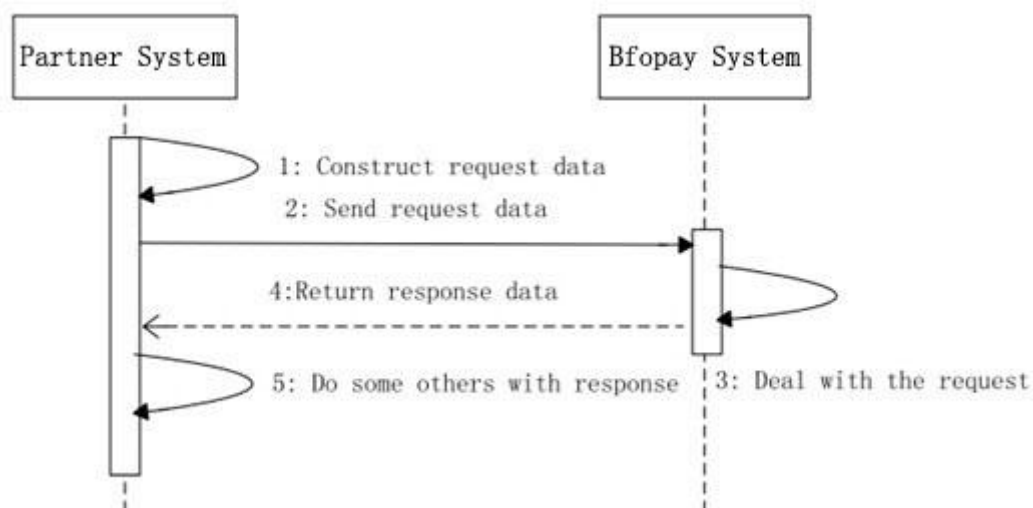 Partner System
Bfopay System
1: Construct request data
2: Send request data
4:Return response data
5: Do some others with response
3: Deal with the request